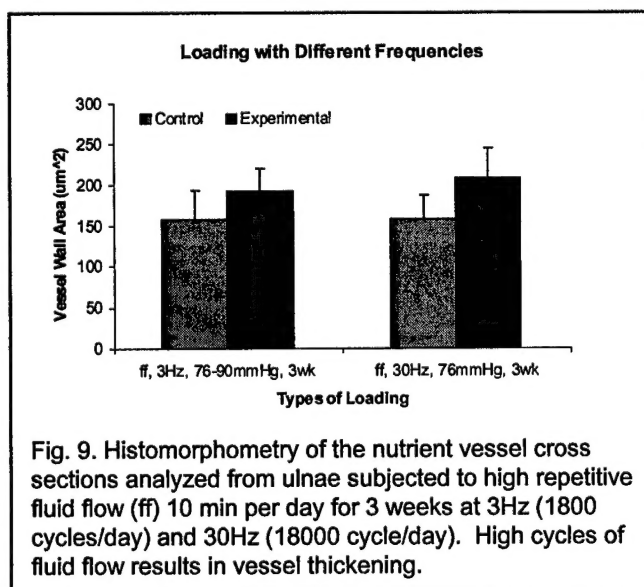 Loading with Different Frequencies
Control Experimental
300
250
200
150
100
50
0
Vessel Wall Area (um^2)
ff, 3Hz, 76-90mmHg, 3wk ff, 30Hz, 76mmHg, 3wk
Types of Loading
Fig. 9. Histomorphometry of the nutrient vessel cross
sections analyzed from ulnae subjected to high repetitive
fluid flow (ff) 10 min per day for 3 weeks at 3Hz (1800
cycles/day) and 30Hz (18000 cycle/day). High cycles of
fluid flow results in vessel thickening.